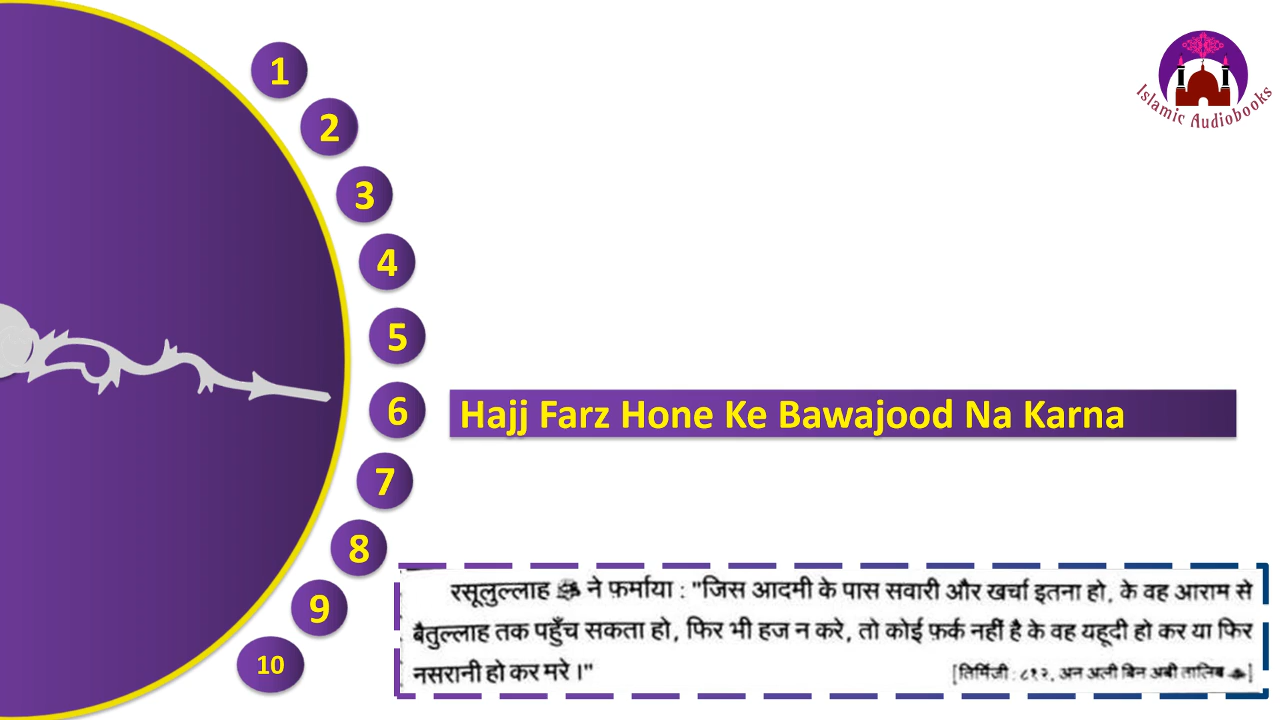 1
2
3
4
5
6
7
8
9
10
Islamic Audiobooks
Hajj Farz Hone Ke Bawajood Na Karna
रसूलुल्लाह ﷺ ने फ़र्माया : "जिस आदमी के पास सवारी और खर्चा इतना हो, के वह आराम से
बैतुल्लाह तक पहुँच सकता हो, फिर भी हज न करे, तो कोई फ़र्क नहीं है के वह यहूदी हो कर या फिर
नसरानी हो कर मरे ।"
[तिर्मिज़ी : ८१२, अन अली बिन अबी तालिब]